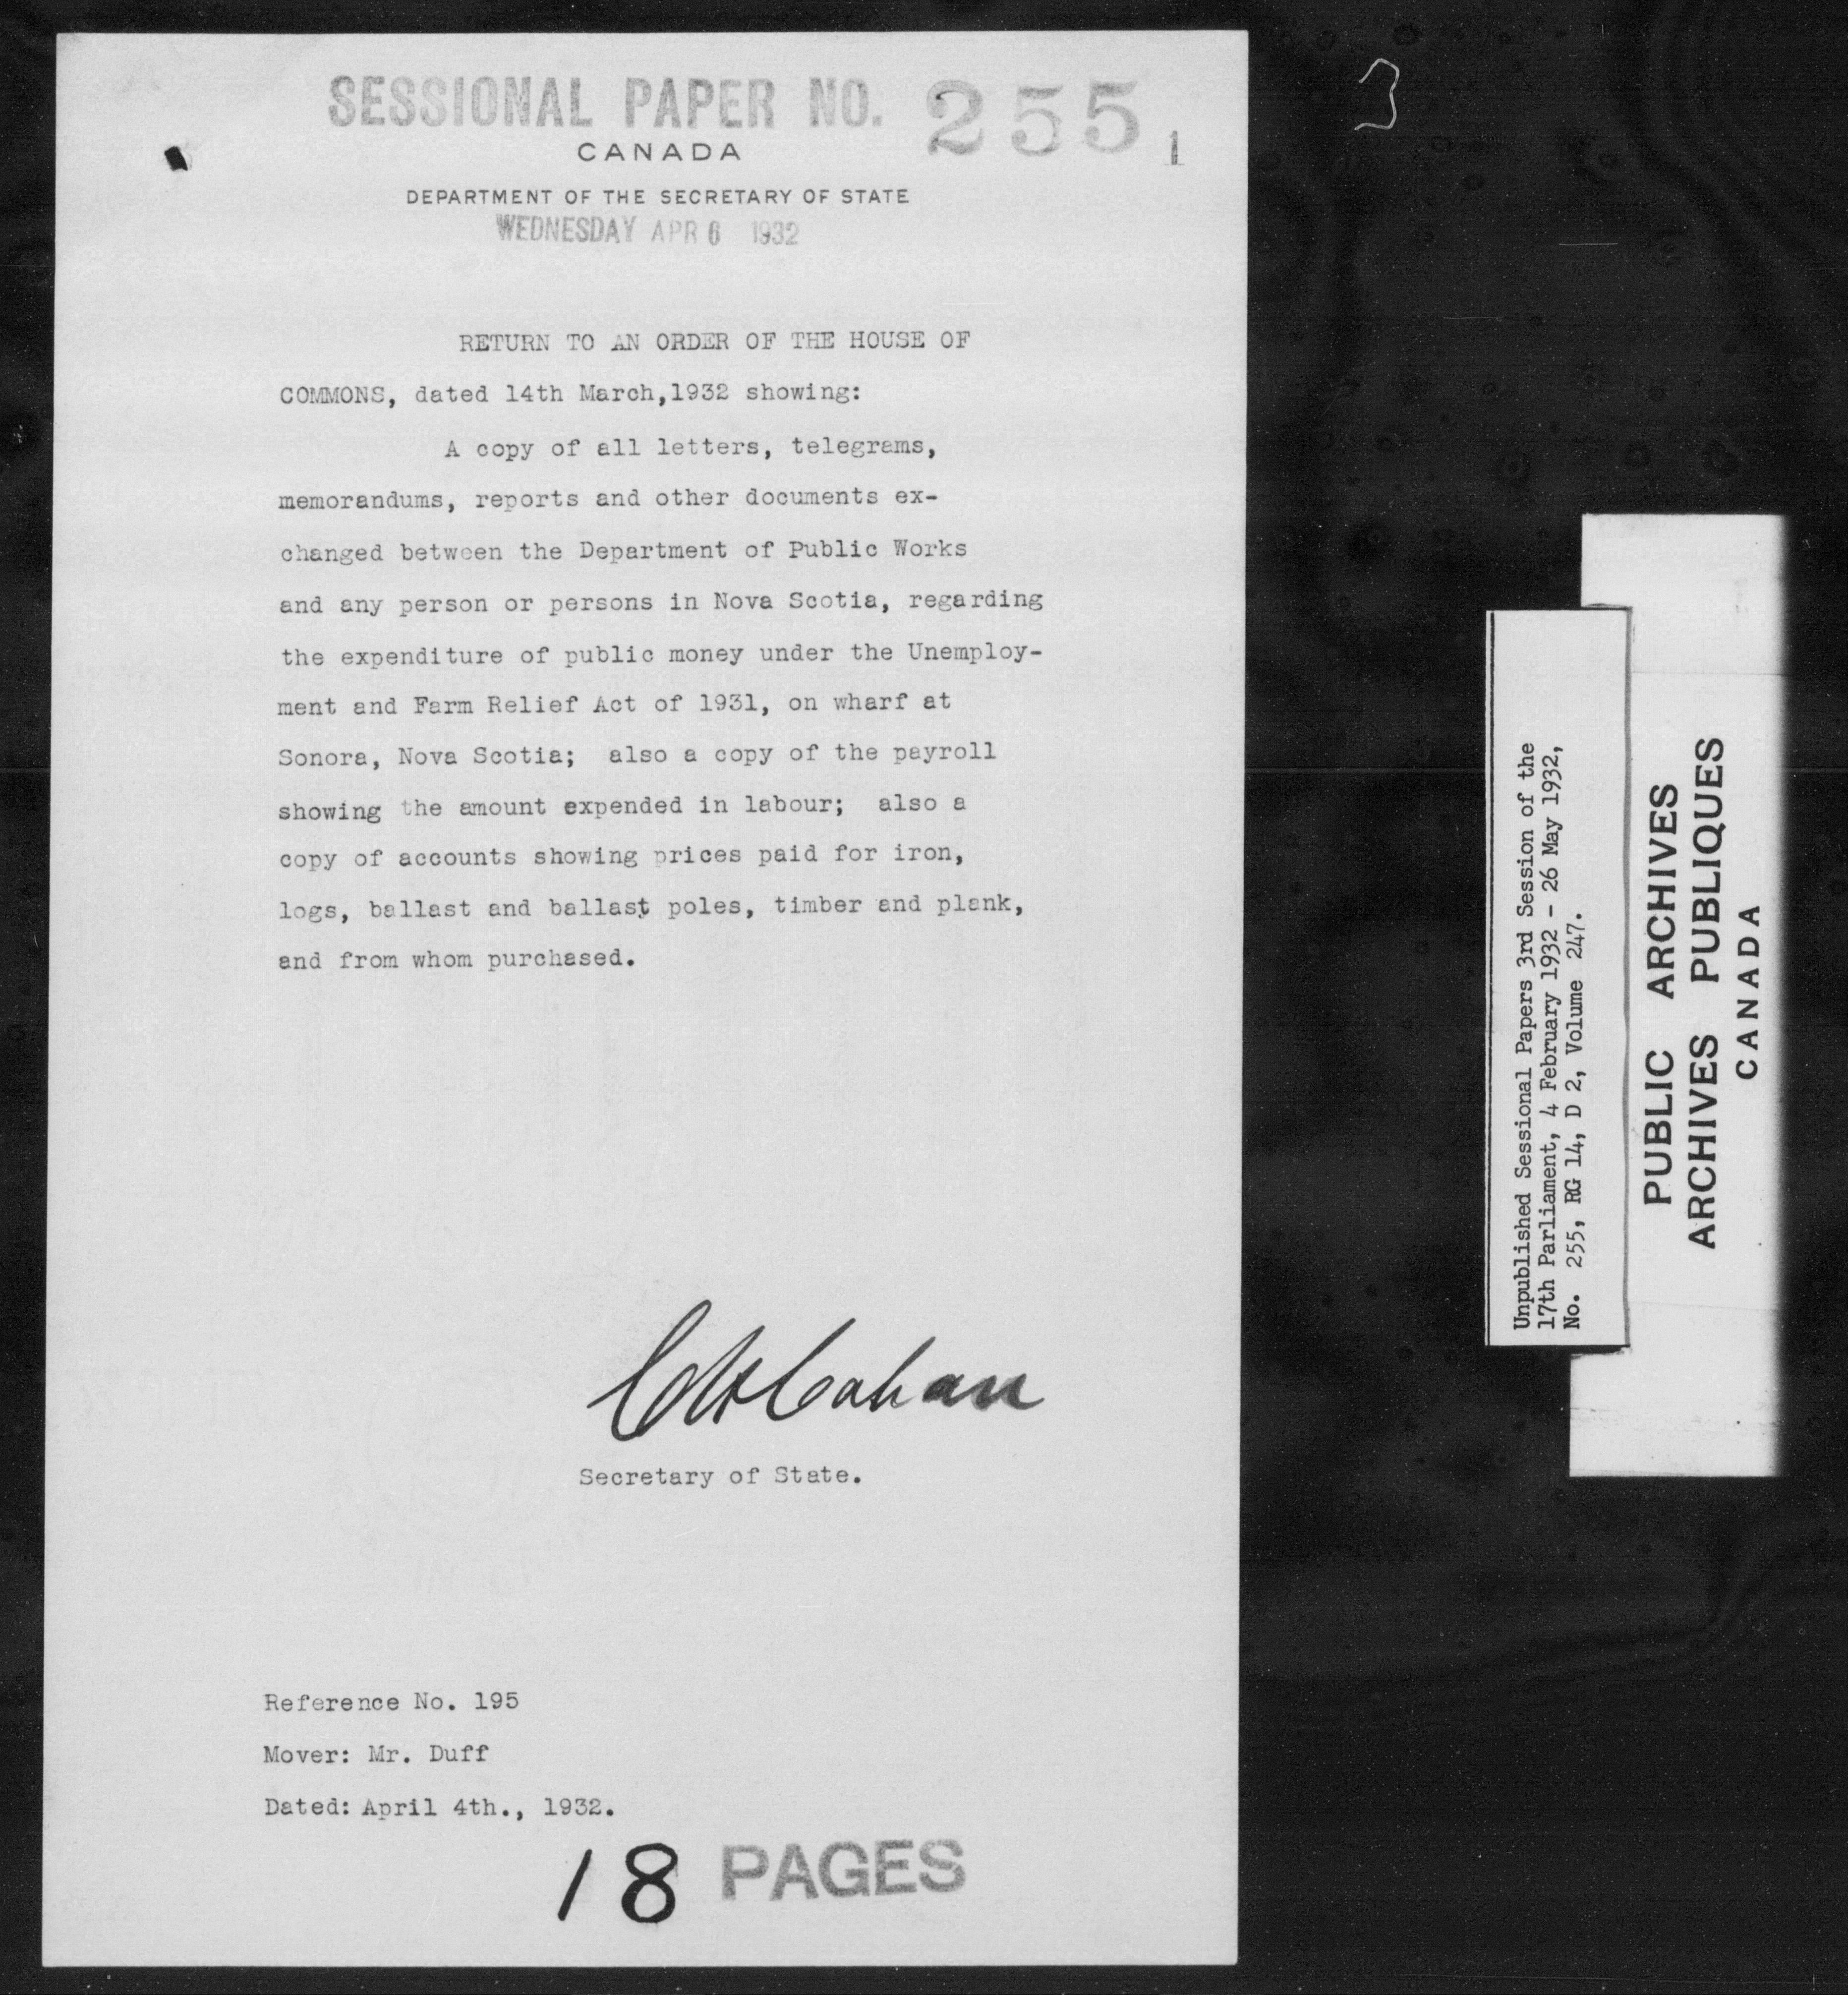 SESSIONAL PAPER NO. 255
1
CANADA
DEPARTMENT OF THE SECRETARY OF STATE
WEDNESDAY APR 6 1932
RETURN TO AN ORDER OF THE HOUSE OF
COMMONS, dated 14th March,1932 showing:
A copy of all letters, telegrams,
memorandums, reports and other documents ex-
changed between the Department of Public Works
and any person or persons in Nova Scotia, regarding
the expenditure of public money under the Unemploy-
ment and Farm Relief Act of 1931, on wharf at
Sonora, Nova Scotia; also a copy of the payroll
showing the amount expended in labour; also a
copy of accounts showing prices paid for iron,
logs, ballast and ballast poles, timber and plank,
and from whom purchased.
C H Cahan
Secretary of State.
Reference No. 195
Mover: Mr. Duff
Dated: April 4th., 1932.
18 PAGES
3
Unpublished Sessional Papers 3rd Session of the
17th Parliament, 4 February 1932 - 26 May 1932,
No. 255, RG 14, D 2, Volume 247.
PUBLIC ARCHIVES
ARCHIVES PUBLIQUES
CANADA